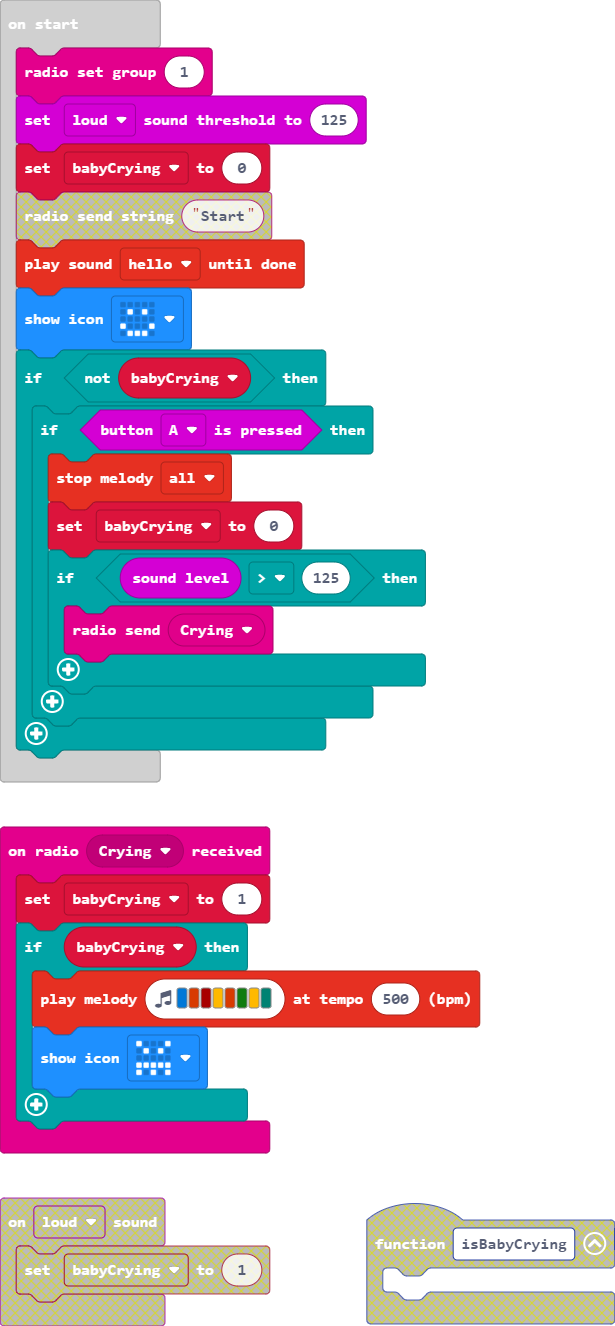 on start
radio set group 1
set loud sound threshold to 125
set babyCrying to 0
radio send string "Start"
play sound hello until done
show icon
if not babyCrying then
if button A is pressed then
stop melody all
set babyCrying to 0
if sound level > 125 then
radio send Crying
on radio Crying received
set babyCrying to 1
if babyCrying then
play melody at tempo 500 (bpm)
show icon
on loud sound
set babyCrying to 1
function isBabyCrying